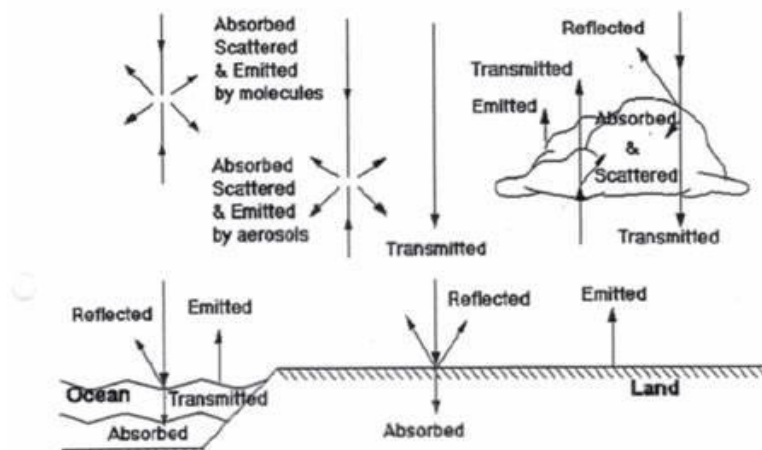 Absorbed
Scattered
& Emitted
by molecules
Absorbed
Scattered
& Emitted
by aerosols
Transmitted
Reflected
Transmitted
Emitted
Absorbed
&
Scattered
Transmitted
Reflected
Emitted
Ocean
Transmitted
Absorbed
Reflected
Absorbed
Emitted
Land